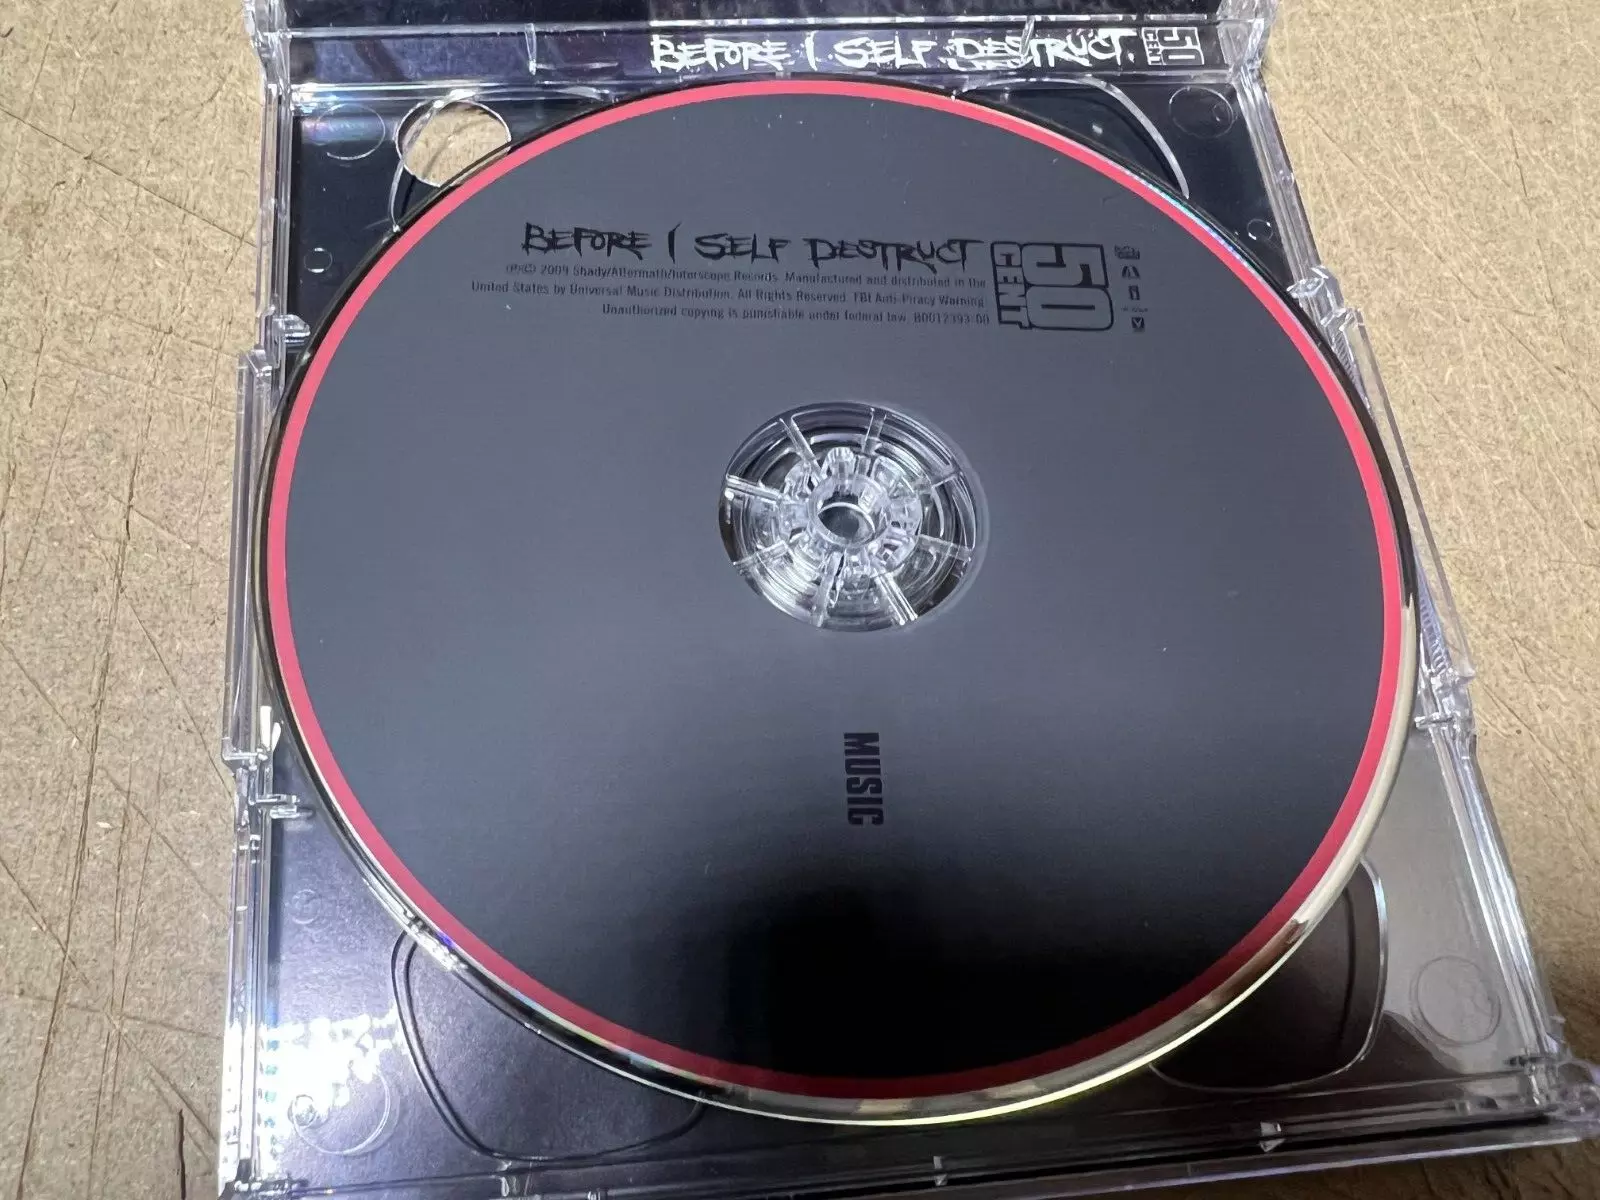 BEFORE I SELF DESTRUCT. 50 CENT
BEFORE I SELF DESTRUCT
50 CENT
℗© 2009 Shady/Aftermath/Interscope Records. Manufactured and distributed in the
United States by Universal Music Distribution. All Rights Reserved. FBI Anti-Piracy Warning:
Unauthorized copying is punishable under federal law. B0012393-00
MUSIC